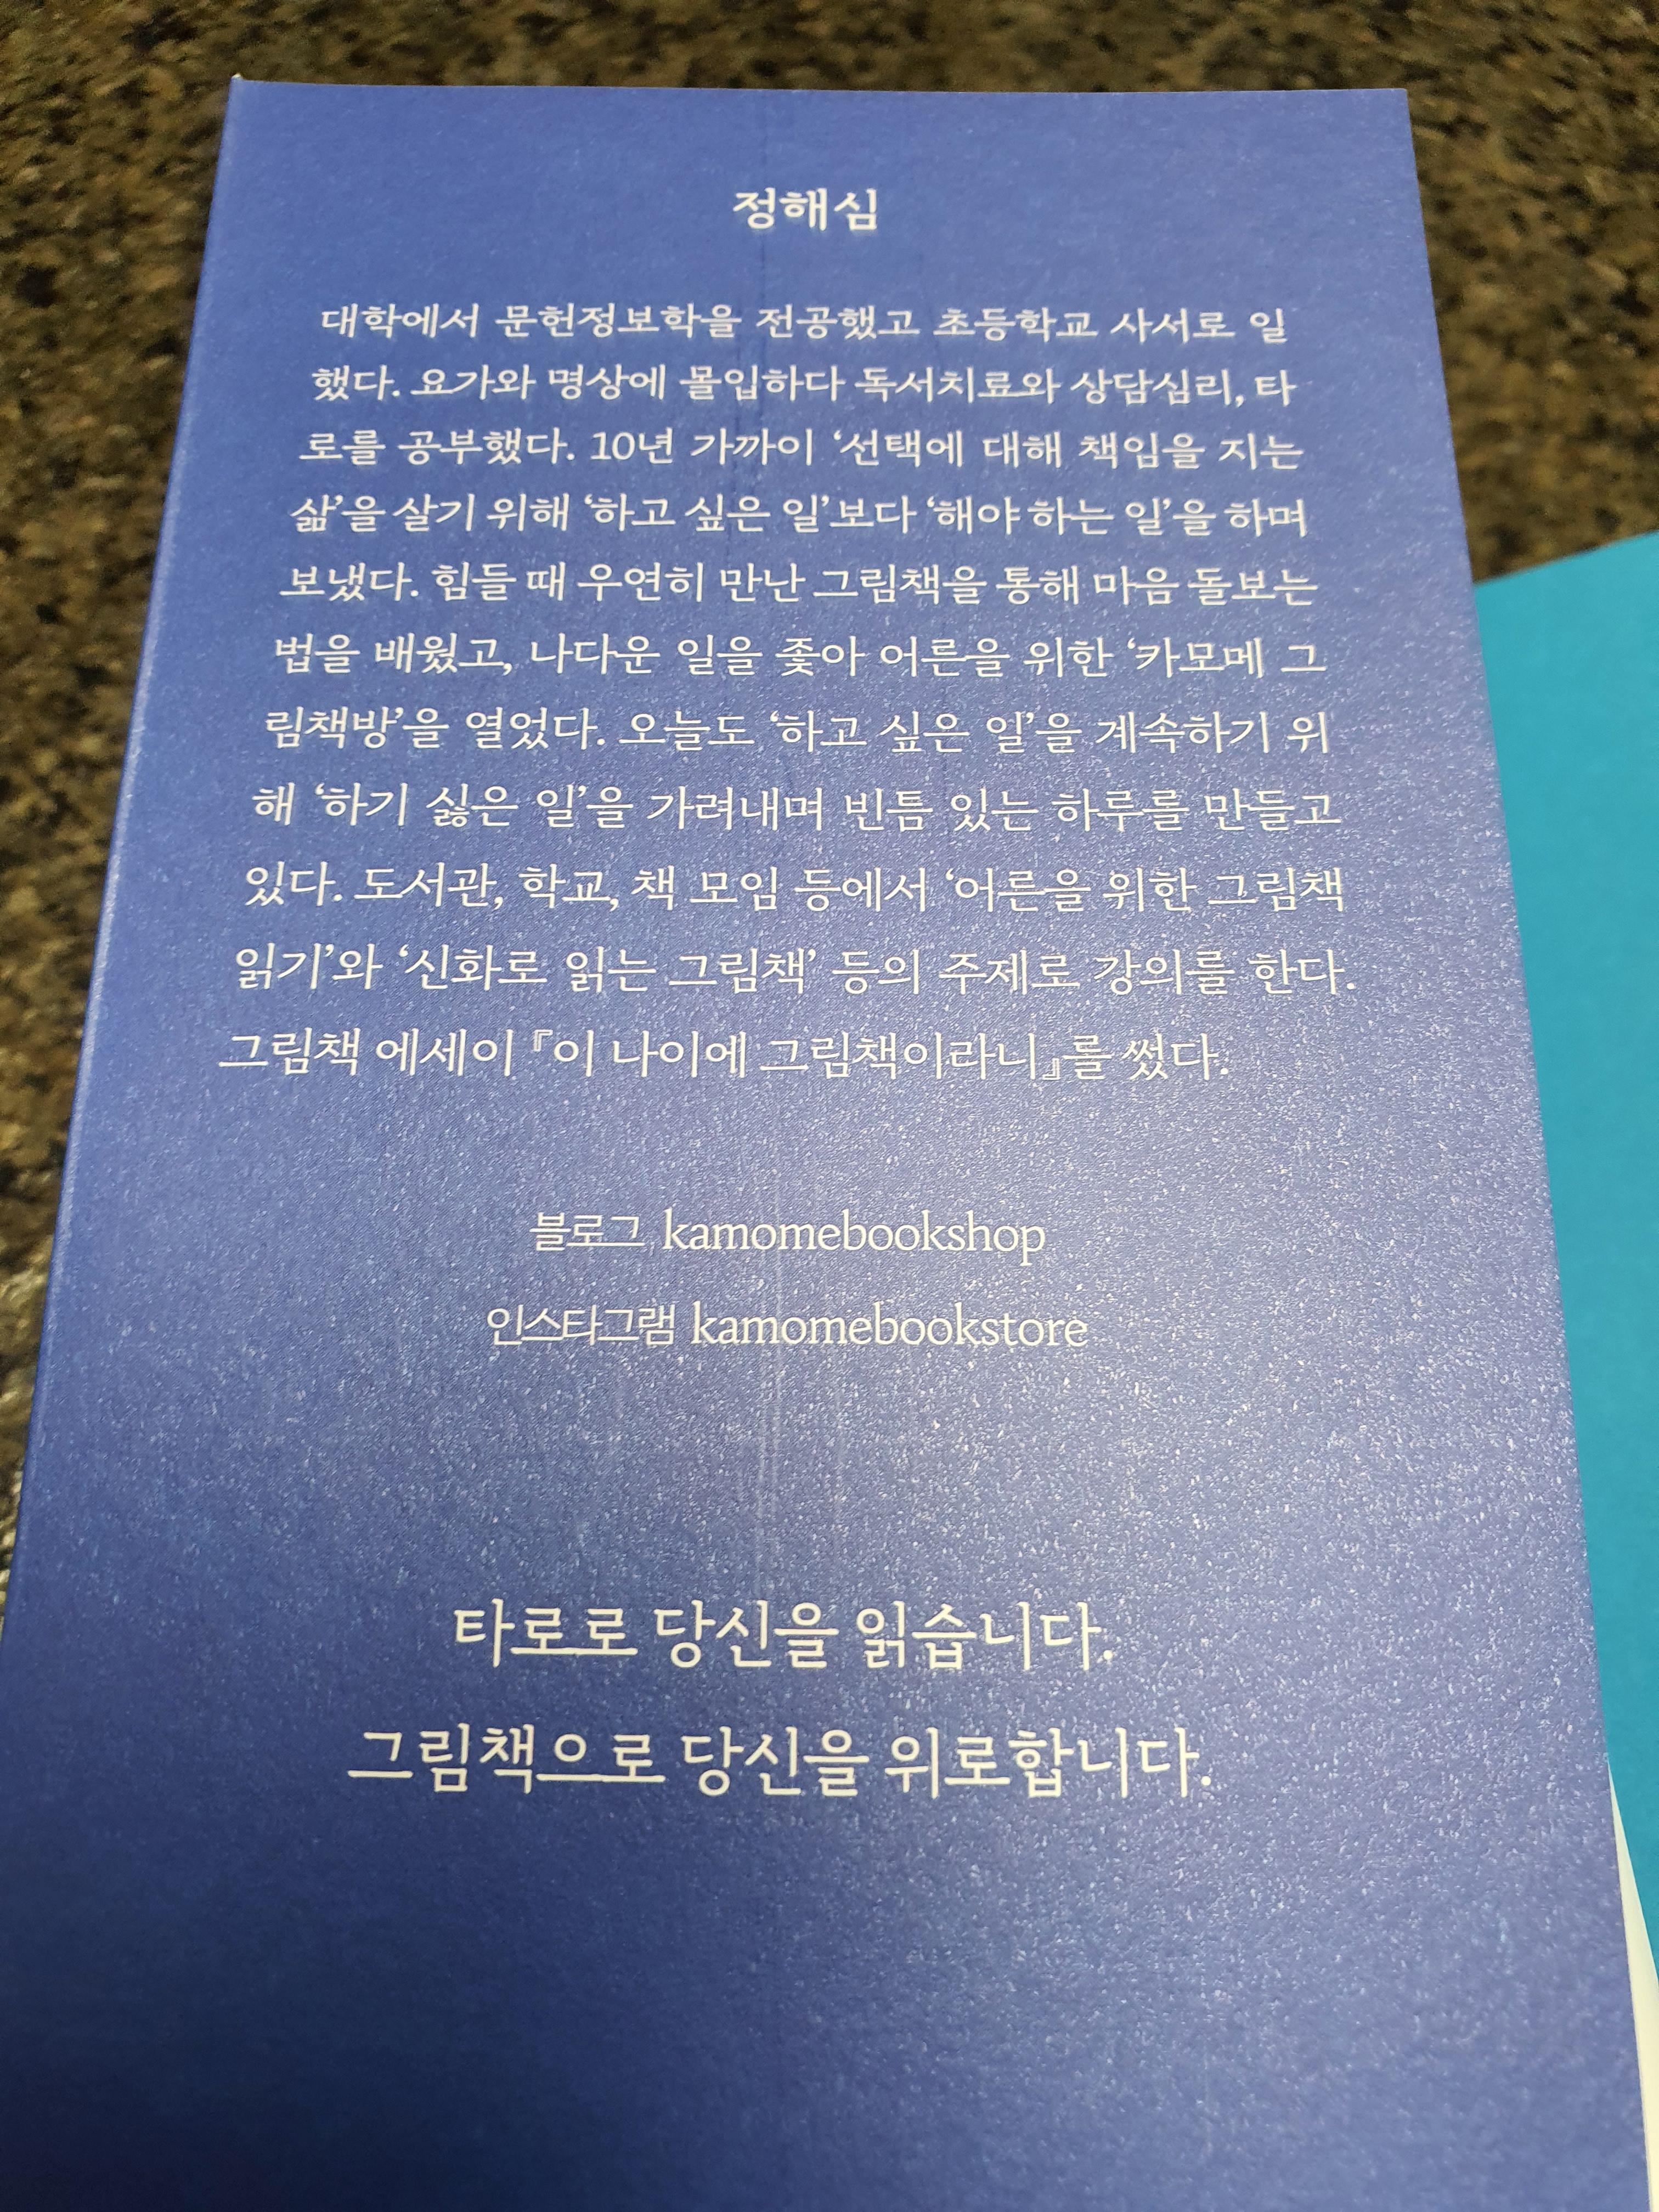 정해심
대학에서 문헌정보학을 전공했고 초등학교 사서로 일
했다. 요가와 명상에 몰입하다 독서치료와 상담심리, 타
로를 공부했다. 10년 가까이 ‘선택에 대해 책임을 지는
삶’을 살기 위해 ‘하고 싶은 일’보다 ‘해야 하는 일’을 하며
보냈다. 힘들 때 우연히 만난 그림책을 통해 마음 돌보는
법을 배웠고, 나다운 일을 좇아 어른을 위한 ‘카모메 그
림책방’을 열었다. 오늘도 ‘하고 싶은 일’을 계속하기 위
해 ‘하기 싫은 일’을 가려내며 빈틈 있는 하루를 만들고
있다. 도서관, 학교, 책 모임 등에서 ‘어른을 위한 그림책
읽기’와 ‘신화로 읽는 그림책’ 등의 주제로 강의를 한다.
그림책 에세이 『이 나이에 그림책이라니』를 썼다.
블로그 kamomebookshop
인스타그램 kamomebookstore
타로로 당신을 읽습니다.
그림책으로 당신을 위로합니다.